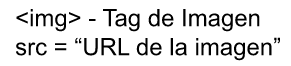 <img> - Tag de Imagen
src = “URL de la imagen”